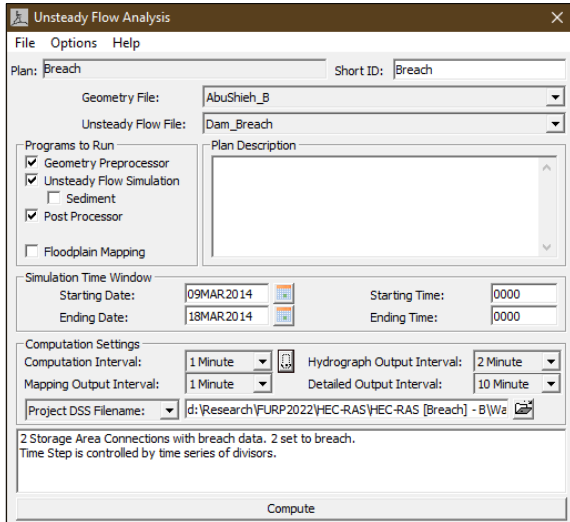 Unsteady Flow Analysis
File Options Help
Plan: Breach Short ID: Breach
Geometry File: AbuShieh_B
Unsteady Flow File: Dam_Breach
Programs to Run
Geometry Preprocessor
Unsteady Flow Simulation
Sediment
Post Processor
Floodplain Mapping
Plan Description
Simulation Time Window
Starting Date: 09MAR2014 Starting Time: 0000
Ending Date: 18MAR2014 Ending Time: 0000
Computation Settings
Computation Interval: 1 Minute Hydrograph Output Interval: 2 Minute
Mapping Output Interval: 1 Minute Detailed Output Interval: 10 Minute
Project DSS Filename: d:\Research\FURP2022\HEC-RAS\HEC-RAS [Breach] - B\Wa
2 Storage Area Connections with breach data. 2 set to breach.
Time Step is controlled by time series of divisors.
Compute